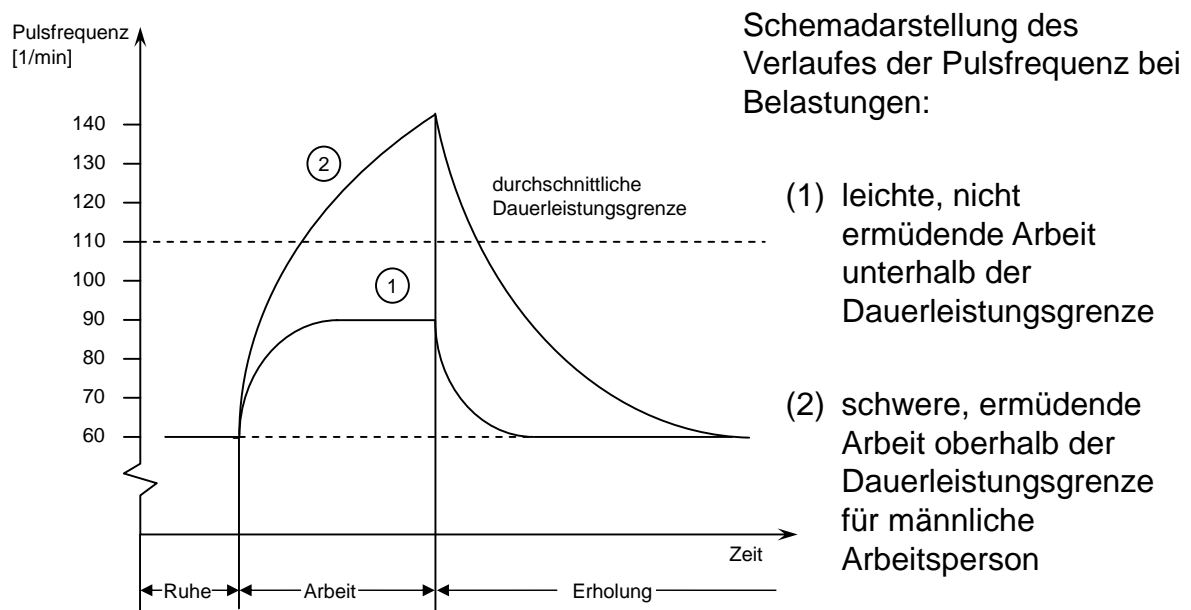 Pulsfrequenz
[1/min]
140
130
120
110
100
90
80
70
60
2
1
durchschnittliche
Dauerleistungsgrenze
Zeit
Ruhe
Arbeit
Erholung
Schemadarstellung des
Verlaufes der Pulsfrequenz bei
Belastungen:
(1) leichte, nicht
ermüdende Arbeit
unterhalb der
Dauerleistungsgrenze
(2) schwere, ermüdende
Arbeit oberhalb der
Dauerleistungsgrenze
für männliche
Arbeitsperson